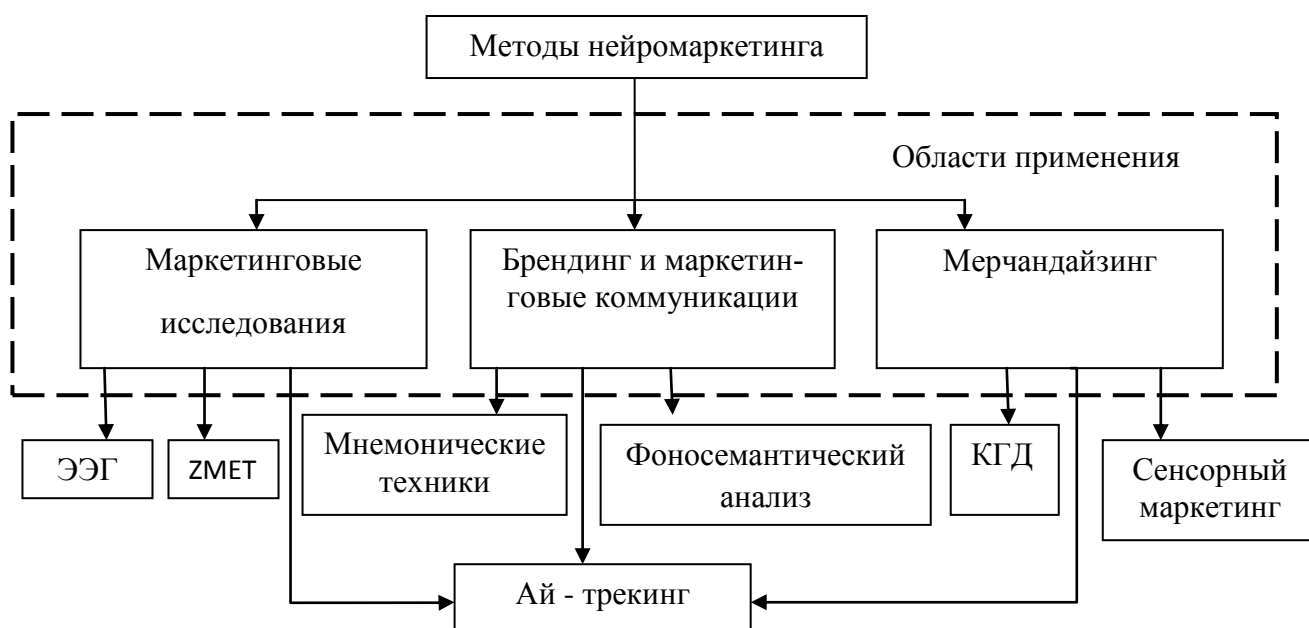 Методы нейромаркетинга
Области применения
Маркетинговые
исследования
Брендинг и маркетин-
говые коммуникации
Мерчандайзинг
ЭЭГ
ZMET
Мнемонические
техники
Фоносемантический
анализ
КГД
Сенсорный
маркетинг
Ай - трекинг